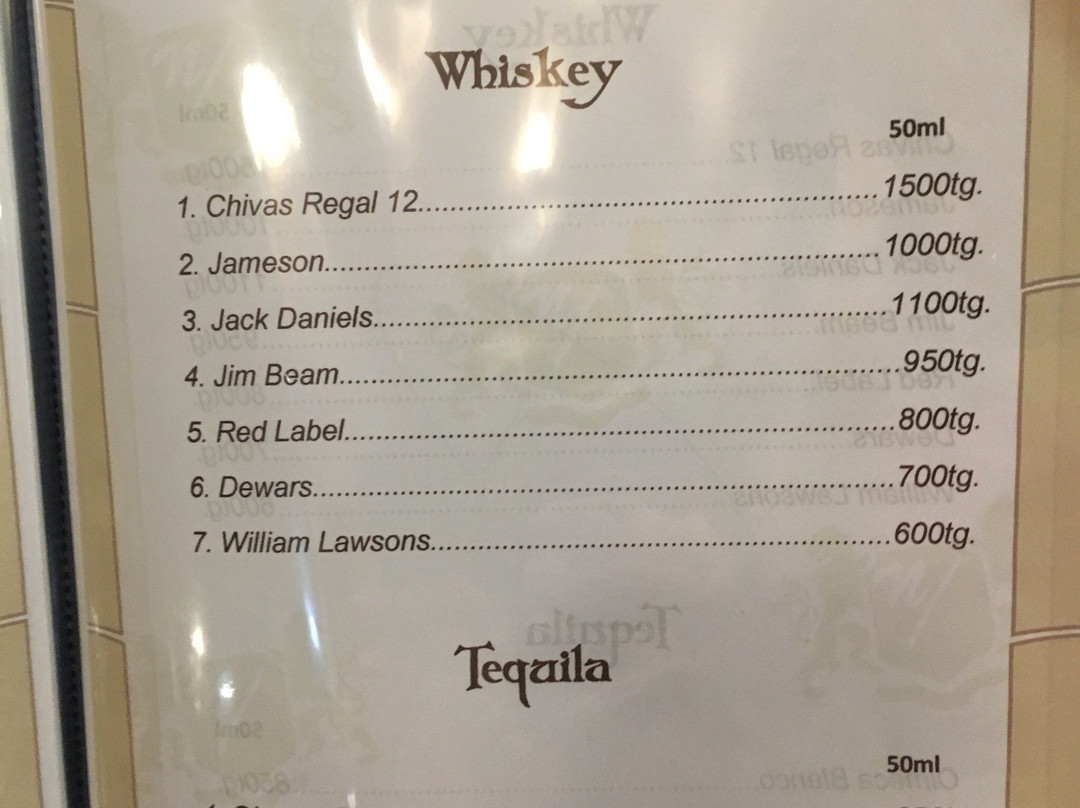 Whiskey
50ml
1. Chivas Regal 12..............................................................1500tg.
2. Jameson..........................................................................1000tg.
3. Jack Daniels....................................................................1100tg.
4. Jim Beam..........................................................................950tg.
5. Red Label.........................................................................800tg.
6. Dewars.............................................................................700tg.
7. William Lawsons.............................................................600tg.
Tequila
50ml